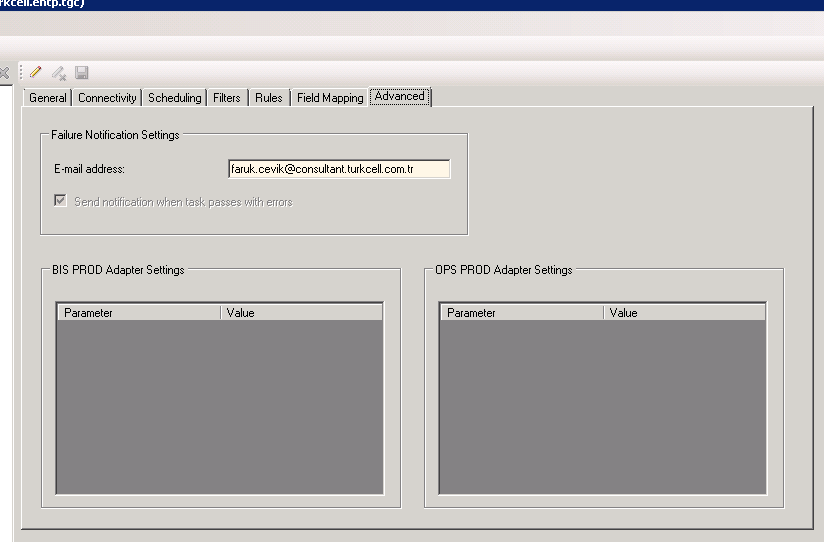 rkcell.entp.tgc)
General Connectivity Scheduling Filters Rules Field Mapping Advanced
Failure Notification Settings
E-mail address: faruk.cevik@consultant.turkcell.com.tr
Send notification when task passes with errors
BIS PROD Adapter Settings OPS PROD Adapter Settings
Parameter Value Parameter Value